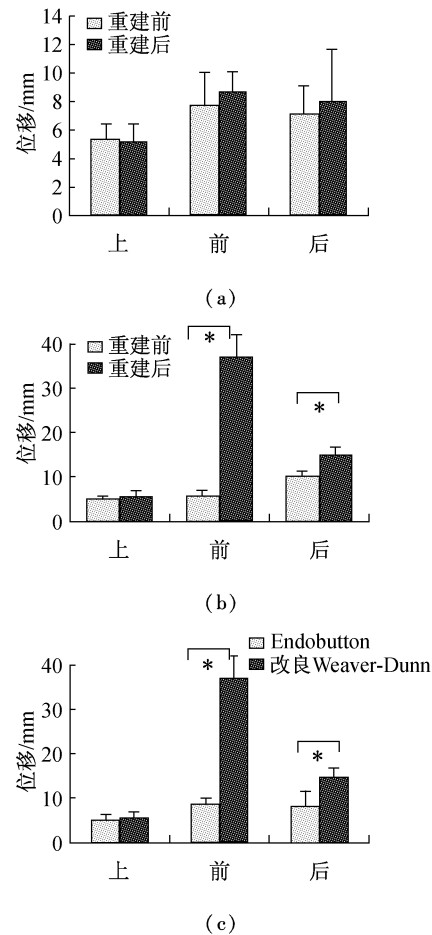 14
12
10
8
6
4
2
0
位移/mm
重建前
重建后
上 前 后
(a)
40
30
20
10
0
位移/mm
重建前
重建后
*
*
上 前 后
(b)
40
30
20
10
0
位移/mm
Endobutton
改良Weaver-Dunn
*
*
上 前 后
(c)